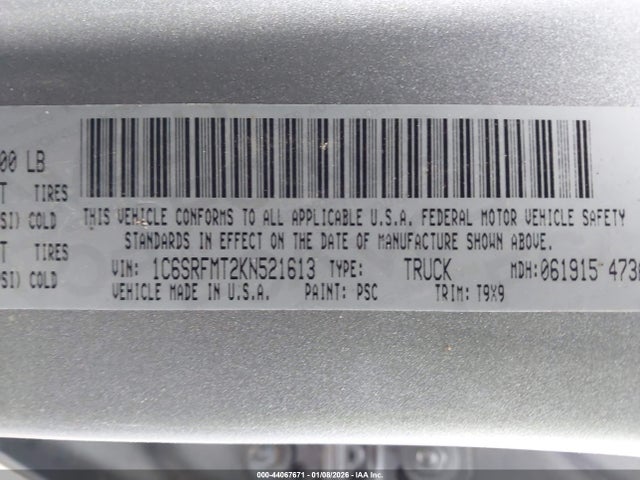 00 LB
T TIRES
SI) COLD
T TIRES
SI) COLD
THIS VEHICLE CONFORMS TO ALL APPLICABLE U.S.A. FEDERAL MOTOR VEHICLE SAFETY
STANDARDS IN EFFECT ON THE DATE OF MANUFACTURE SHOWN ABOVE.
VIN: 1C6SRFMT2KN521613 TYPE: TRUCK MDH: 061915 473
VEHICLE MADE IN U.S.A. PAINT: PSC TRIM: T9X9
000-44067671 - 01/08/2026 - IAA Inc.